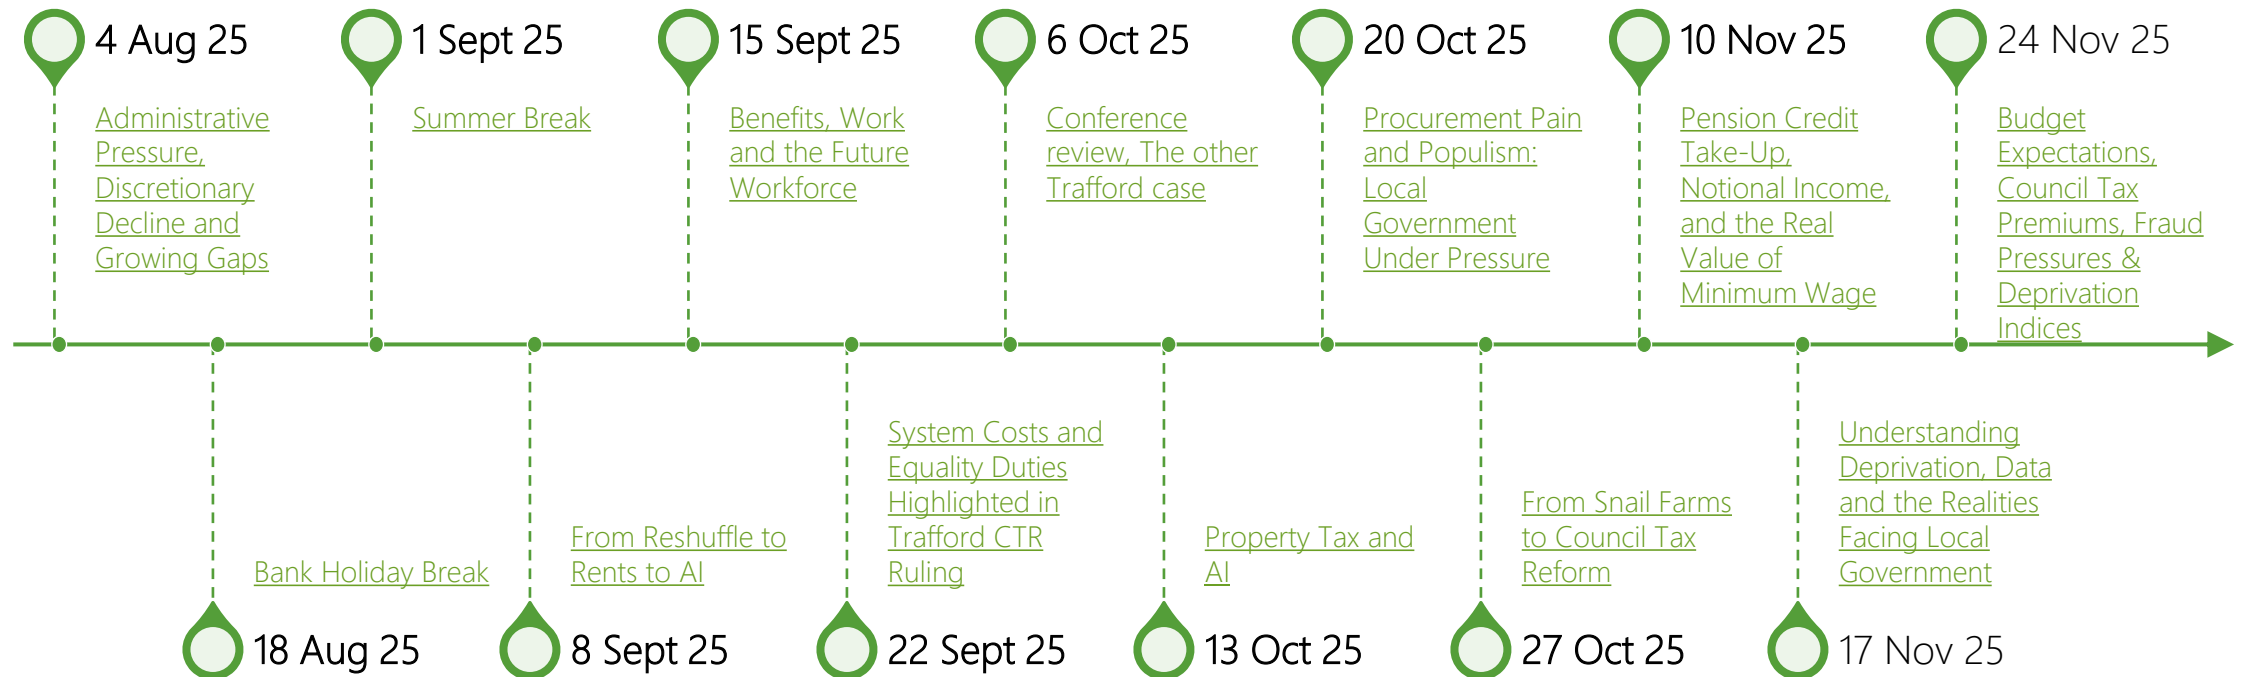 4 Aug 25
Administrative
Pressure,
Discretionary
Decline and
Growing Gaps
1 Sept 25
Summer Break
15 Sept 25
Benefits, Work
and the Future
Workforce
6 Oct 25
Conference
review, The other
Trafford case
20 Oct 25
Procurement Pain
and Populism:
Local
Government
Under Pressure
10 Nov 25
Pension Credit
Take-Up,
Notional Income,
and the Real
Value of
Minimum Wage
24 Nov 25
Budget
Expectations,
Council Tax
Premiums, Fraud
Pressures &
Deprivation
Indices
Bank Holiday Break
18 Aug 25
From Reshuffle to
Rents to AI
8 Sept 25
System Costs and
Equality Duties
Highlighted in
Trafford CTR
Ruling
22 Sept 25
Property Tax and
AI
13 Oct 25
From Snail Farms
to Council Tax
Reform
27 Oct 25
Understanding
Deprivation, Data
and the Realities
Facing Local
Government
17 Nov 25